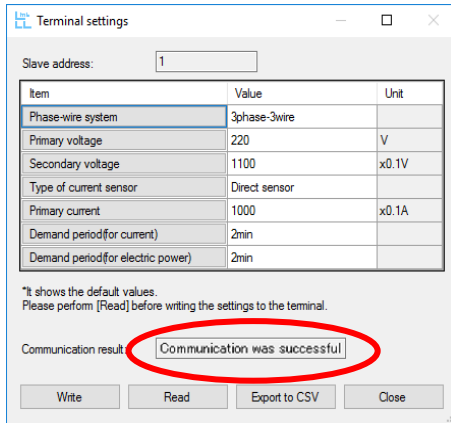 Terminal settings
Slave address: 1
Item Value Unit
Phase-wire system 3phase-3wire
Primary voltage 220 V
Secondary voltage 1100 x0.1V
Type of current sensor Direct sensor
Primary current 1000 x0.1A
Demand period(for current) 2min
Demand period(for electric power) 2min
*It shows the default values.
Please perform [Read] before writing the settings to the terminal.
Communication result: Communication was successful
Write Read Export to CSV Close